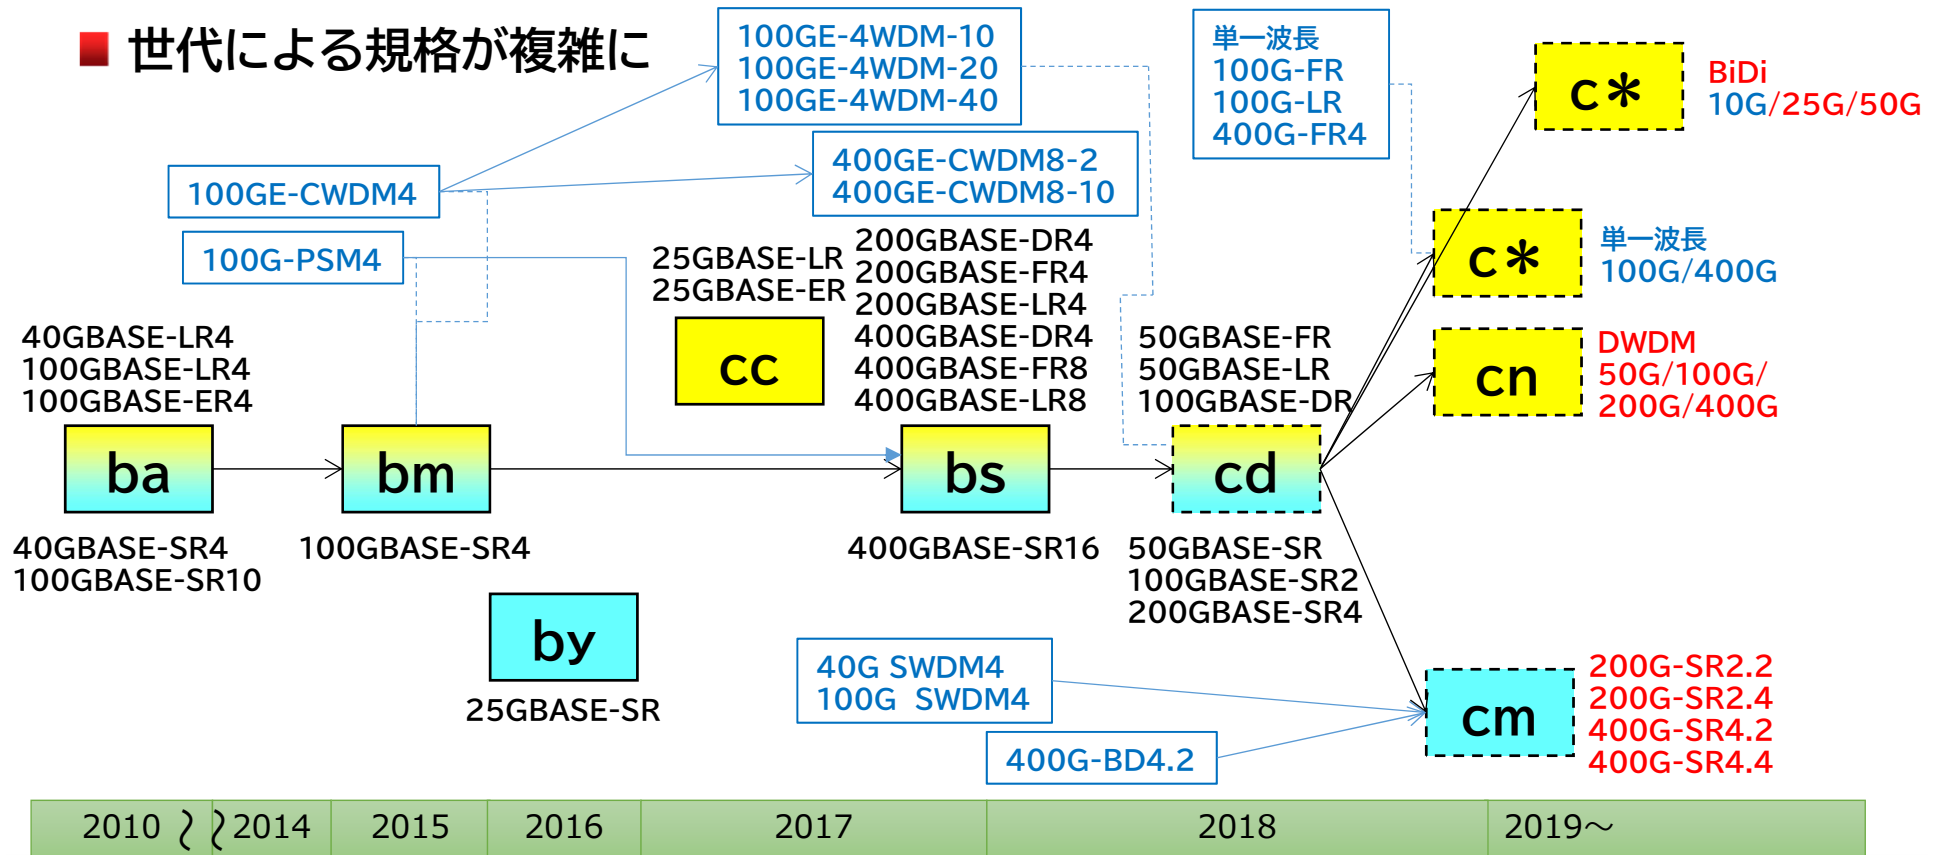 世代による規格が複雑に
100GE-4WDM-10
100GE-4WDM-20
100GE-4WDM-40
単一波長
100G-FR
100G-LR
400G-FR4
c*
BiDi
10G/25G/50G
400GE-CWDM8-2
400GE-CWDM8-10
100GE-CWDM4
100G-PSM4
25GBASE-LR
25GBASE-ER
200GBASE-DR4
200GBASE-FR4
200GBASE-LR4
400GBASE-DR4
400GBASE-FR8
400GBASE-LR8
c*
単一波長
100G/400G
40GBASE-LR4
100GBASE-LR4
100GBASE-ER4
cc
50GBASE-FR
50GBASE-LR
100GBASE-DR
cn
DWDM
50G/100G/
200G/400G
ba
bm
bs
cd
40GBASE-SR4
100GBASE-SR10
100GBASE-SR4
400GBASE-SR16
50GBASE-SR
100GBASE-SR2
200GBASE-SR4
by
25GBASE-SR
40G SWDM4
100G SWDM4
400G-BD4.2
cm
200G-SR2.2
200G-SR2.4
400G-SR4.2
400G-SR4.4
2010 2014 2015 2016 2017 2018 2019～